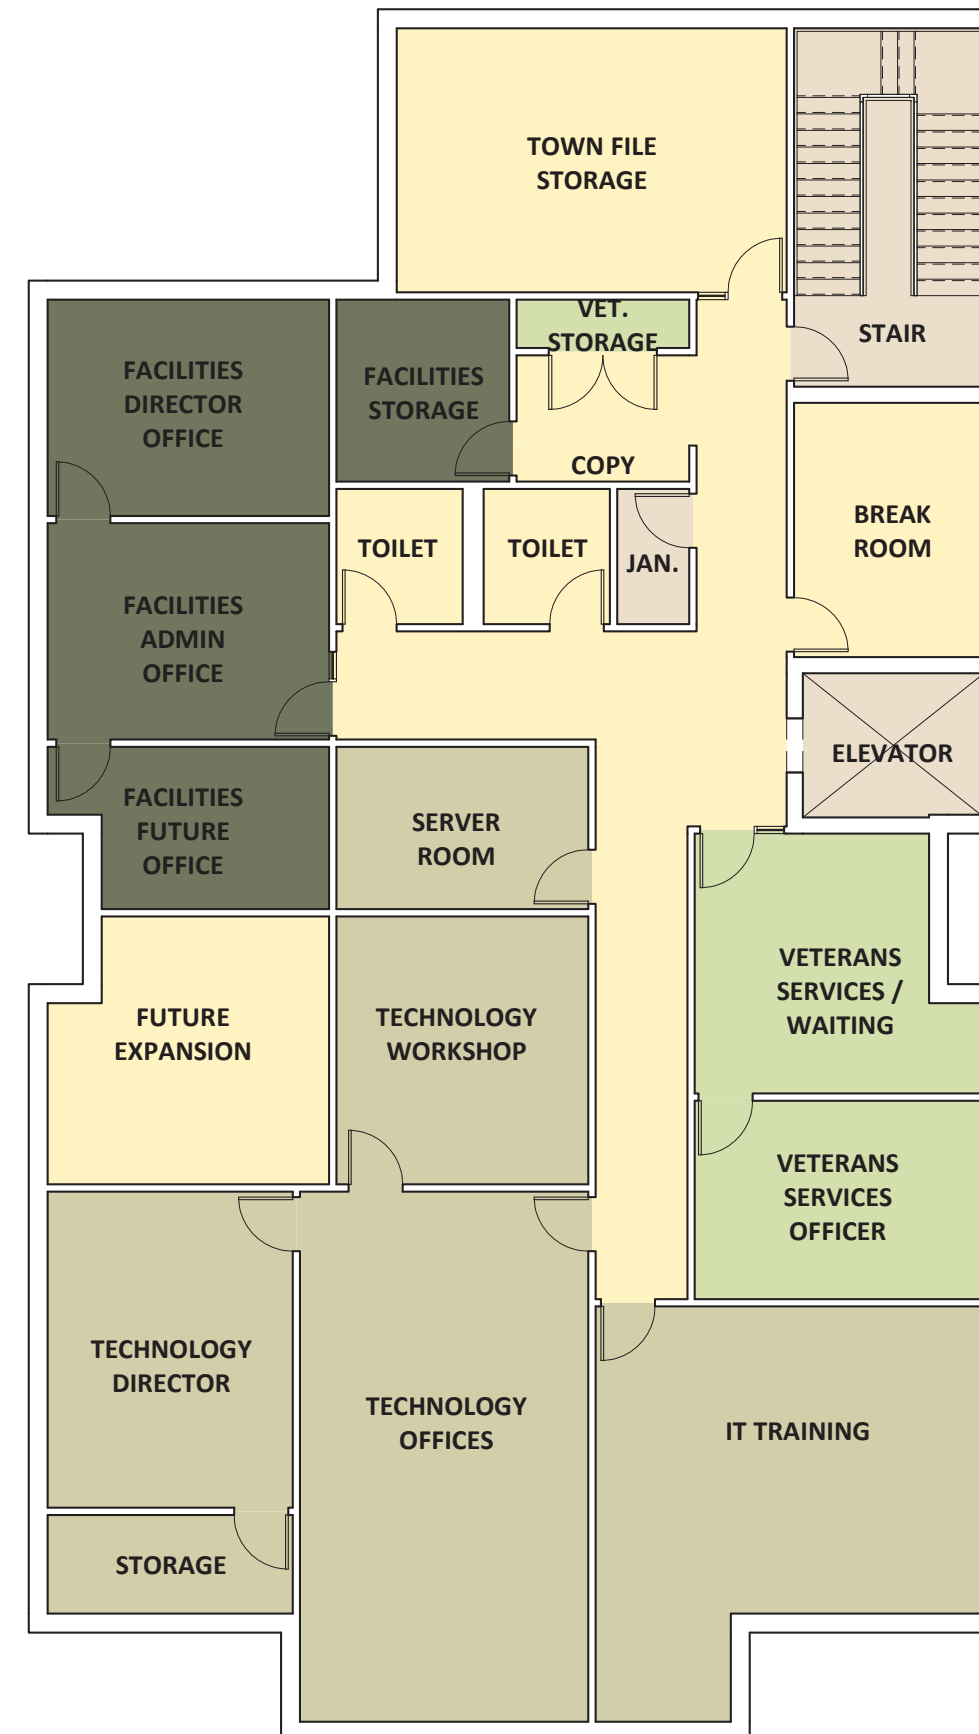 TOWN FILE
STORAGE
VET.
STORAGE
STAIR
FACILITIES
DIRECTOR
OFFICE
FACILITIES
STORAGE
COPY
BREAK
ROOM
TOILET
TOILET
JAN.
FACILITIES
ADMIN
OFFICE
ELEVATOR
FACILITIES
FUTURE
OFFICE
SERVER
ROOM
VETERANS
SERVICES /
WAITING
FUTURE
EXPANSION
TECHNOLOGY
WORKSHOP
VETERANS
SERVICES
OFFICER
TECHNOLOGY
DIRECTOR
TECHNOLOGY
OFFICES
IT TRAINING
STORAGE